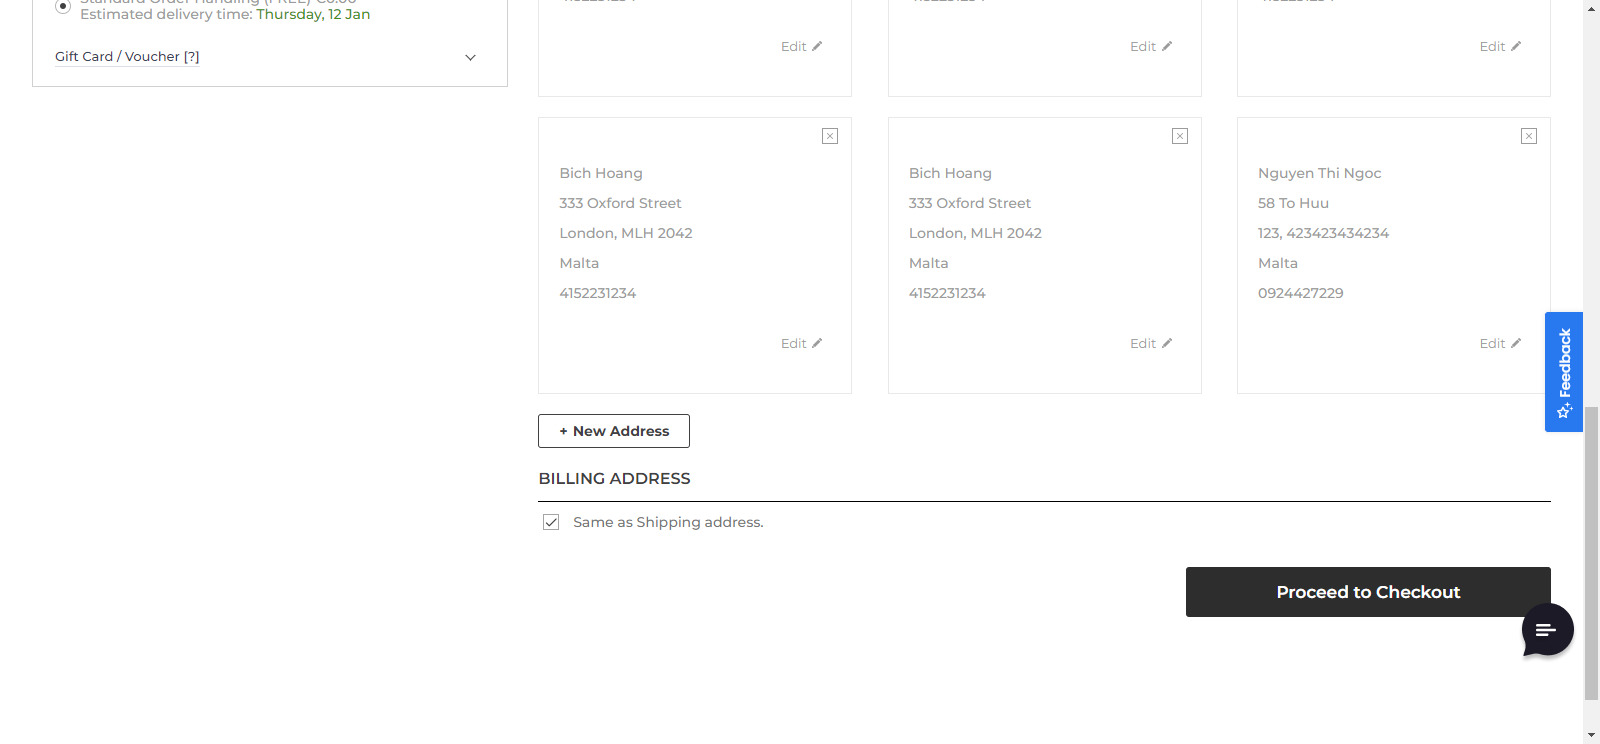 Estimated delivery time: Thursday, 12 Jan
Gift Card / Voucher [?]
Edit
Edit
Edit
Bich Hoang
333 Oxford Street
London, MLH 2042
Malta
4152231234
Edit
Bich Hoang
333 Oxford Street
London, MLH 2042
Malta
4152231234
Edit
Nguyen Thi Ngoc
58 To Huu
123, 423423434234
Malta
0924427229
Edit
+ New Address
BILLING ADDRESS
Same as Shipping address.
Proceed to Checkout
Feedback